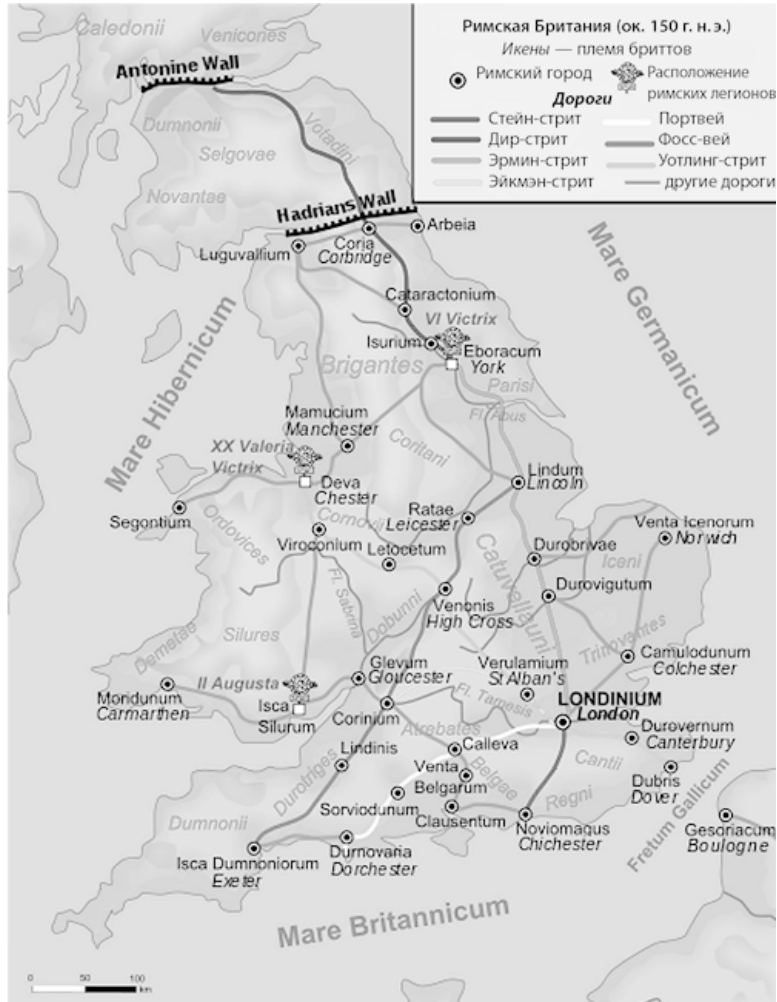 Caledonii
Venicones
Antonine Wall
Dumnonii
Votadini
Selgovae
Novantae
Hadrians Wall
Римская Британия (ок. 150 г. н. э.)
Икены — племя бриттов
Римский город
Расположение
римских легионов
Дороги
Стейн-стрит
Портвей
Дир-стрит
Фосс-вей
Эрмин-стрит
Уотлинг-стрит
Эйкмэн-стрит
другие дороги
Luguvallium
Coria
Corbridge
Arbeia
Mare Germanicum
Mare Hibernicum
Cataractonium
VI Victrix
Isurium
Eboracum
York
Brigantes
Parisi
Fl. Abus
Mamucium
Manchester
Coritani
XX Valeria
Victrix
Deva
Chester
Lindum
Lincoln
Segontium
Ordovices
Cornovii
Ratae
Leicester
Viroconium
Letocetum
Catuvellauni
Durobrivae
Venta Icenorum
Norwich
Iceni
Durovigutum
Fl. Sabrina
Dobunni
Venonis
High Cross
Trinovantes
Demetae
Silures
Camulodunum
Colchester
II Augusta
Glevum
Gloucester
Verulamium
St Alban's
Moridunum
Carmarthen
Isca
Silurum
Corinium
Fl. Tamesis
LONDINIUM
London
Atrebates
Durovernum
Canterbury
Lindinis
Calleva
Cantii
Durotriges
Venta
Belgarum
Belgae
Dubris
Dover
Sorviodunum
Regni
Clausentum
Fretum Gallicum
Dumnonii
Noviomagus
Chichester
Gesoriacum
Boulogne
Isca Dumnoniorum
Exeter
Durnovaria
Dorchester
Mare Britannicum
0 50 100
km